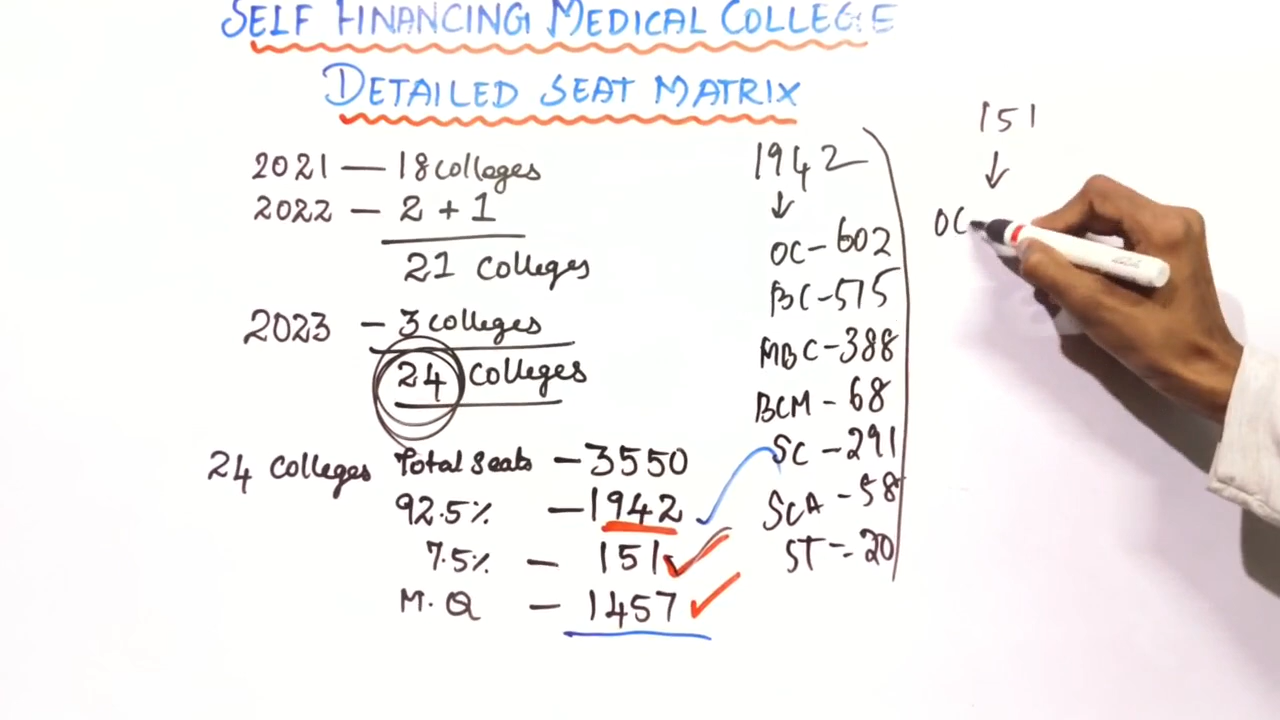 SELF FINANCING MEDICAL COLLEGE
DETAILED SEAT MATRIX
2021 — 18 colleges
2022 — 2 + 1
21 colleges
2023 — 3 colleges
24 colleges
24 colleges Total Seats — 3550
92.5% — 1942
7.5% — 151
M.Q — 1457
1942
OC - 602
BC - 515
MBC - 388
BCM - 68
SC - 291
SCA - 58
ST - 20
151
OC